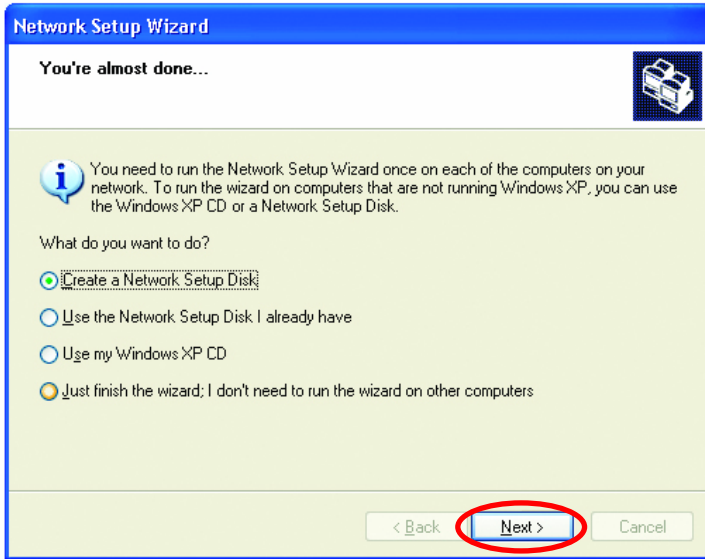 Network Setup Wizard
You're almost done...
You need to run the Network Setup Wizard once on each of the computers on your
network. To run the wizard on computers that are not running Windows XP, you can use
the Windows XP CD or a Network Setup Disk.
What do you want to do?
Create a Network Setup Disk
Use the Network Setup Disk I already have
Use my Windows XP CD
Just finish the wizard; I don't need to run the wizard on other computers
< Back Next > Cancel